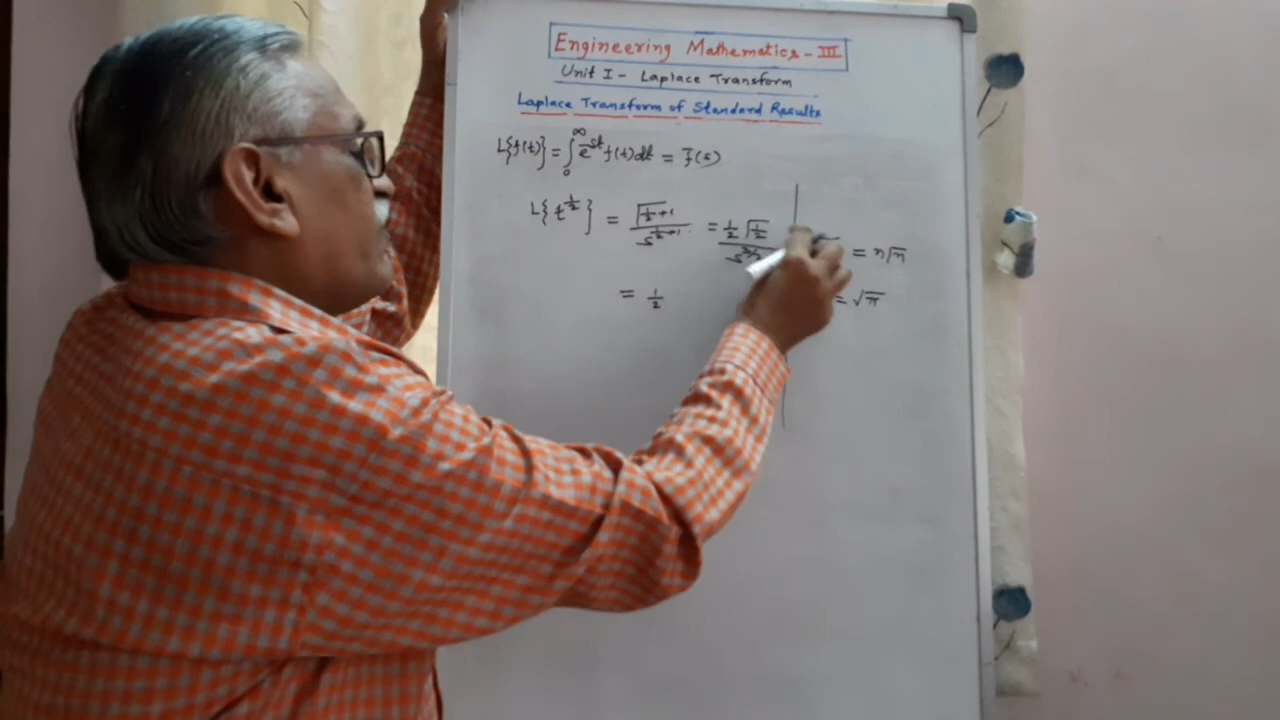 Engineering Mathematics - III
Unit I - Laplace Transform
Laplace Transform of Standard Results
L{f(t)} = ∫₀^∞ e^{-st} f(t) dt = f̄(s)
L{t^{1/2}} = Γ(1/2 + 1) / s^{1/2 + 1} = 1/2 Γ(1/2) / s^{3/2}
= nΓn
= 1/2
= √π